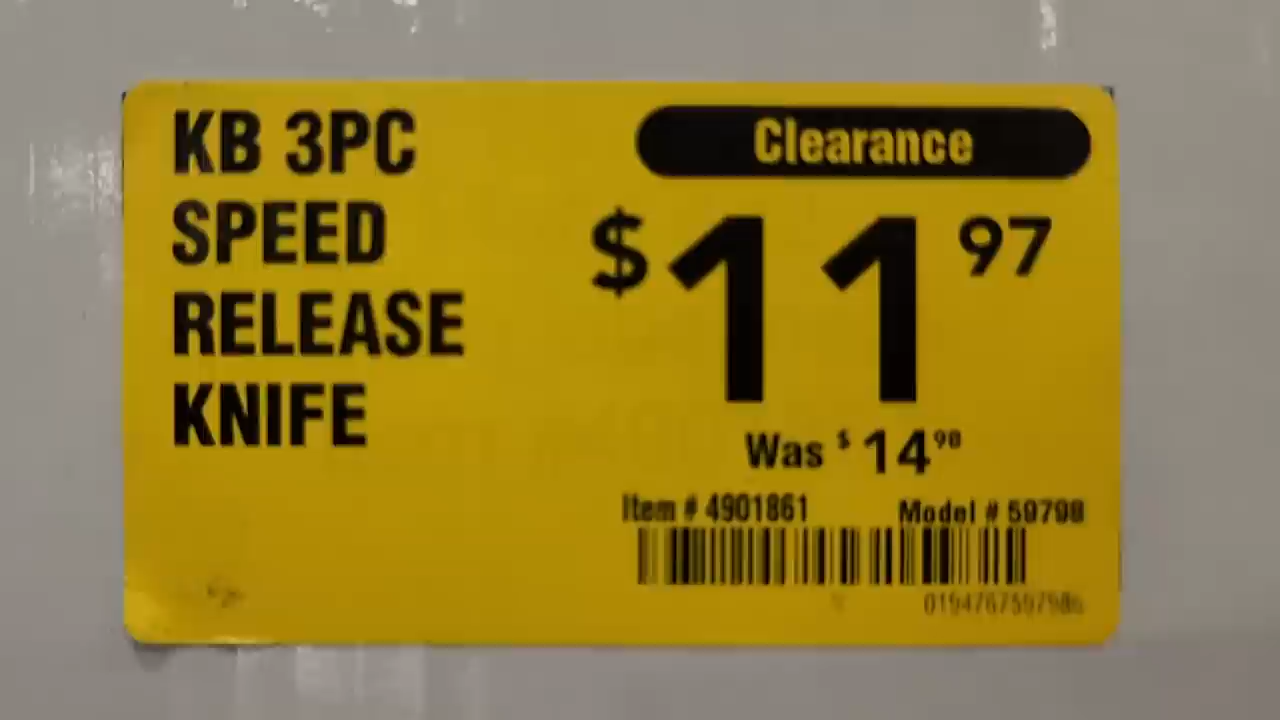 KB 3PC
SPEED
RELEASE
KNIFE
Clearance
$11 97
Was $14 98
Item # 4901861
Model # 59798